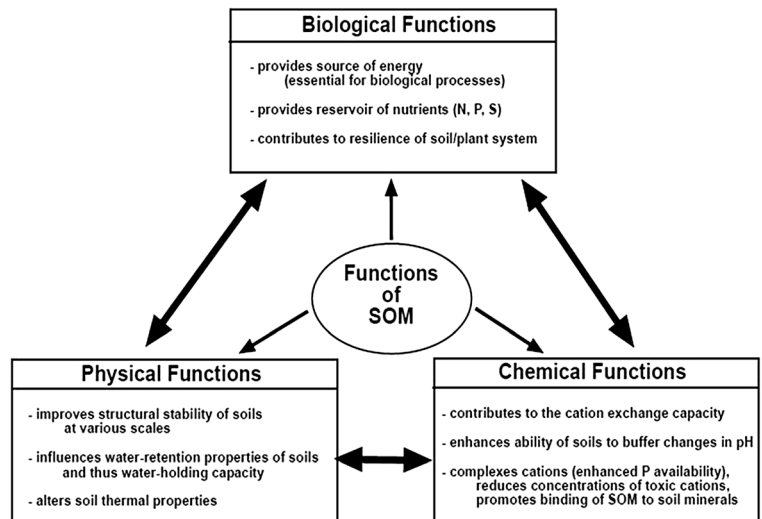 Biological Functions
- provides source of energy
(essential for biological processes)
- provides reservoir of nutrients (N, P, S)
- contributes to resilience of soil/plant system
Functions
of
SOM
Physical Functions
- improves structural stability of soils
at various scales
- influences water-retention properties of soils
and thus water-holding capacity
- alters soil thermal properties
Chemical Functions
- contributes to the cation exchange capacity
- enhances ability of soils to buffer changes in pH
- complexes cations (enhanced P availability),
reduces concentrations of toxic cations,
promotes binding of SOM to soil minerals